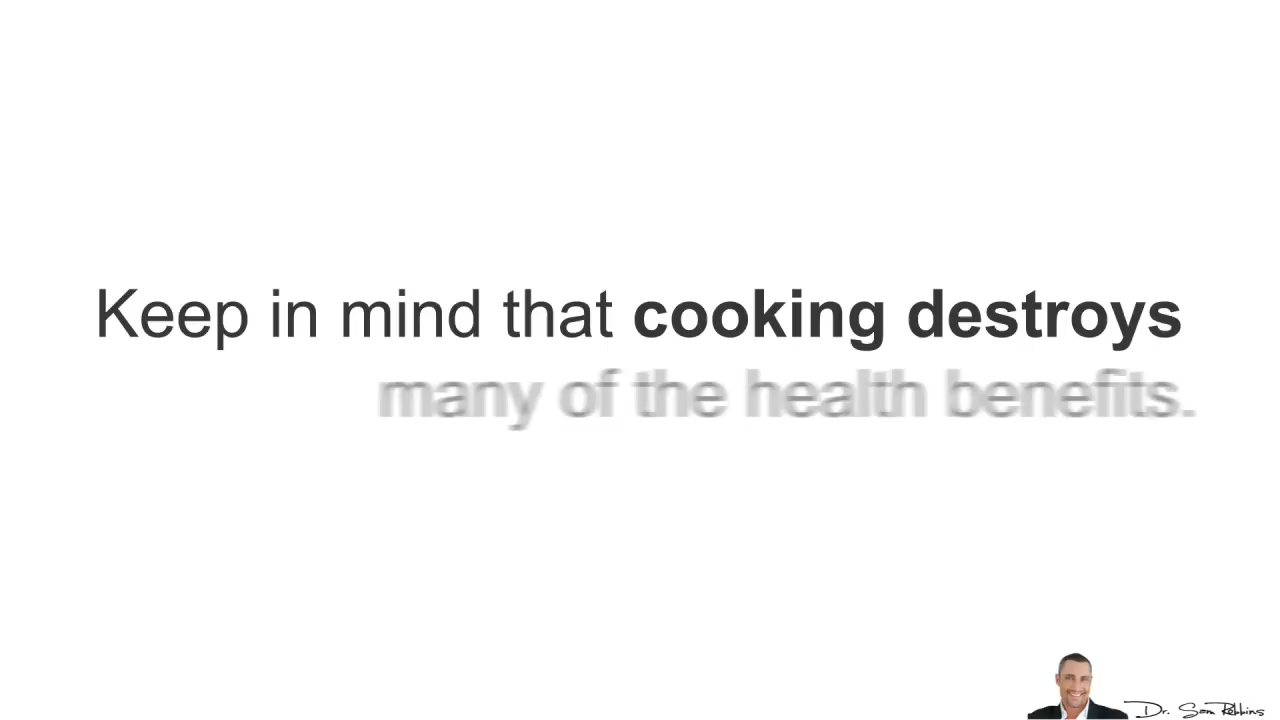 Keep in mind that cooking destroys
many of the health benefits.
Dr. Sam Robbins